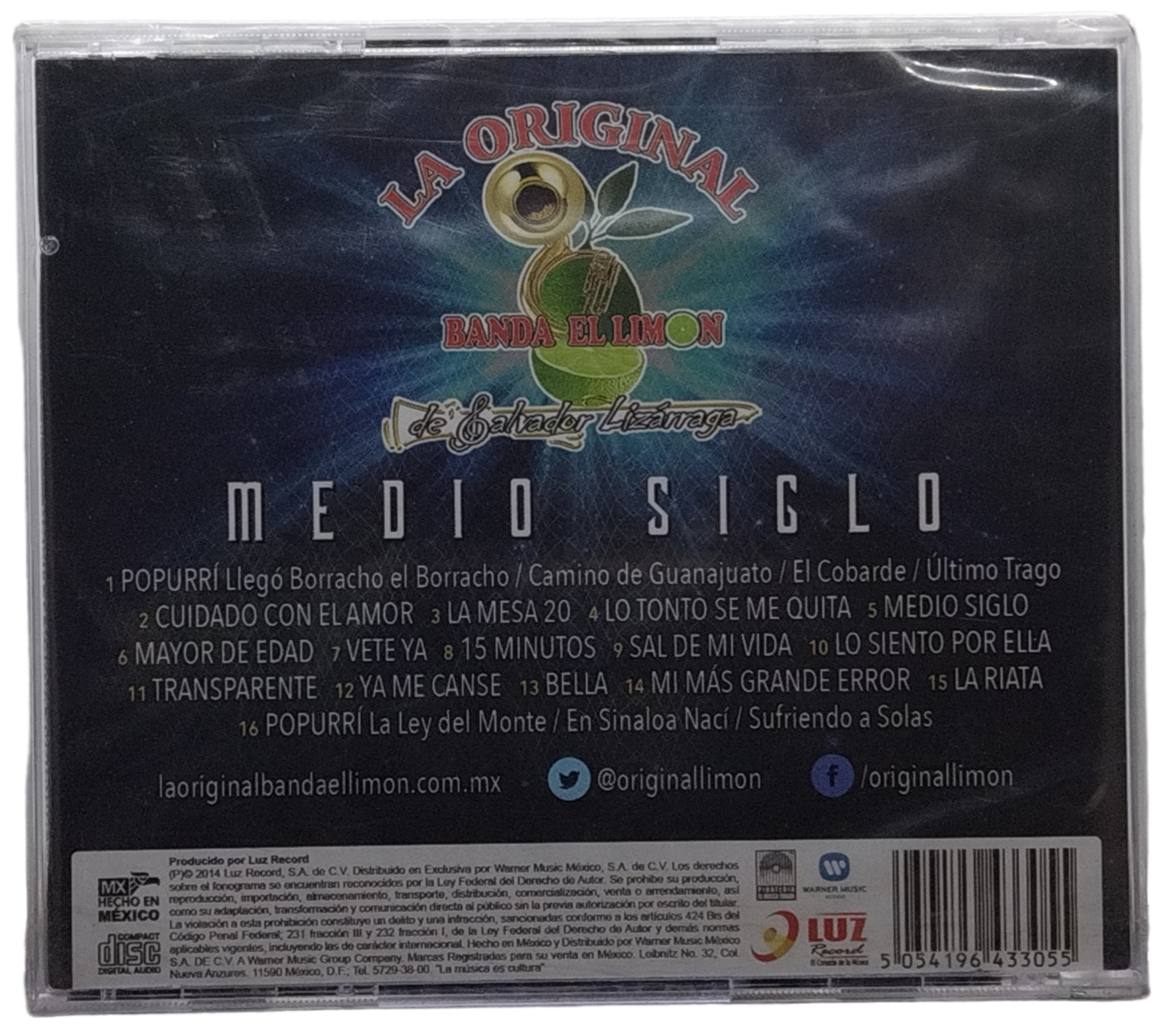 LA ORIGINAL
BANDA EL LIMON
de Salvador Lizárraga
MEDIO SIGLO
1 POPURRÍ Llegó Borracho el Borracho / Camino de Guanajuato / El Cobarde / Último Trago
2 CUIDADO CON EL AMOR 3 LA MESA 20 4 LO TONTO SE ME QUITA 5 MEDIO SIGLO
6 MAYOR DE EDAD 7 VETE YA 8 15 MINUTOS 9 SAL DE MI VIDA 10 LO SIENTO POR ELLA
11 TRANSPARENTE 12 YA ME CANSE 13 BELLA 14 MI MÁS GRANDE ERROR 15 LA RIATA
16 POPURRÍ La Ley del Monte / En Sinaloa Nací / Sufriendo a Solas
laoriginalbandaellimon.com.mx @originallimon /originallimon
MX
HECHO EN
MÉXICO
COMPACT
disc
DIGITAL AUDIO
Producido por Luz Record
(P)© 2014 Luz Record, S.A. de C.V. Distribuido en Exclusiva por Warner Music México, S.A. de C.V. Los derechos
sobre el fonograma se encuentran reconocidos por la Ley Federal del Derecho de Autor. Se prohibe su producción,
reproducción, importación, almacenamiento, transporte, distribución, comercialización, venta o arrendamiento, así
como su adaptación, transformación y comunicación directa al público sin la previa autorización por escrito del titular.
La violación a esta prohibición constituye un delito y una infracción, sancionadas conforme a los artículos 424 Bis del
Código Penal Federal; 231 fracción III y 232 fracción I, de la Ley Federal del Derecho de Autor y demás normas
aplicables vigentes, incluyendo las de carácter internacional. Hecho en México y Distribuido por Warner Music México
S.A. DE C.V. A Warner Music Group Company. Marcas Registradas para su venta en México. Leibnitz No. 32, Col.
Nueva Anzures. 11590 México, D.F.; Tel. 5729-38-00. "La música es cultura"
WARNER MUSIC
MÉXICO
LUZ
Record
El Corazón de la Música
5 054196 433055